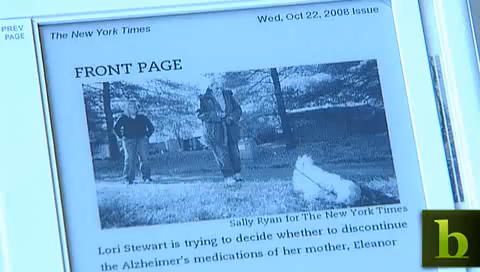 PREV
PAGE
The New York Times
Wed, Oct 22, 2008 Issue
FRONT PAGE
Sally Ryan for The New York Times
Lori Stewart is trying to decide whether to discontinue
the Alzheimer's medications of her mother, Eleanor
b